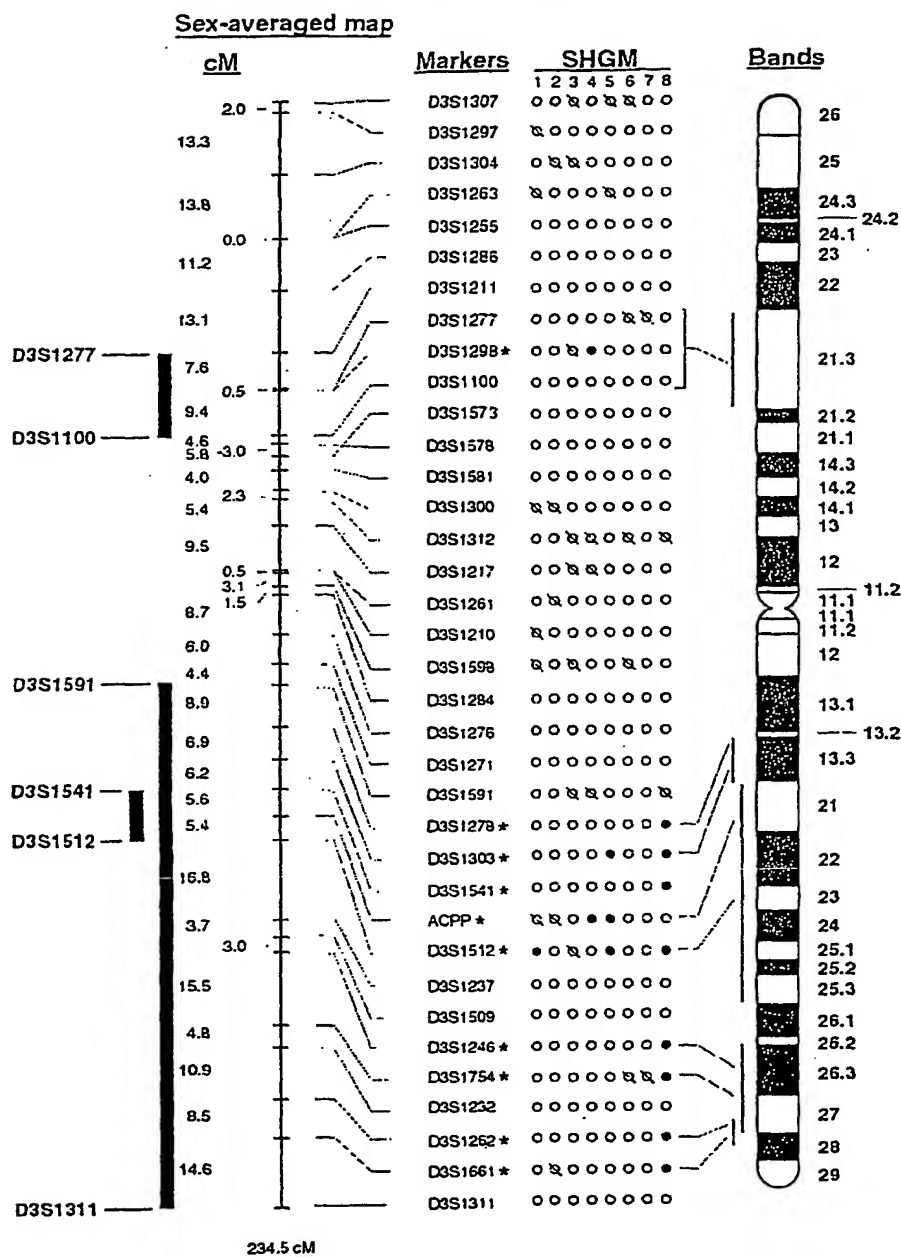 Sex-averaged map
cM
2.0
13.3
13.8
0.0
11.2
13.1
7.6
0.5
9.4
4.6
5.8
3.0
4.0
2.3
5.4
9.5
0.5
3.1
1.5
8.7
6.0
4.4
8.9
6.9
6.2
5.6
5.4
16.8
3.7
3.0
15.5
4.8
10.9
8.5
14.6
234.5 cM
D3S1277
D3S1100
D3S1591
D3S1541
D3S1512
D3S1311
Markers
D3S1307
D3S1297
D3S1304
D3S1263
D3S1255
D3S1286
D3S1211
D3S1277
D3S1298*
D3S1100
D3S1573
D3S1578
D3S1581
D3S1300
D3S1312
D3S1217
D3S1261
D3S1210
D3S1598
D3S1284
D3S1276
D3S1271
D3S1591
D3S1278*
D3S1303*
D3S1541*
ACPP*
D3S1512*
D3S1237
D3S1509
D3S1246*
D3S1754*
D3S1232
D3S1262*
D3S1661*
D3S1311
SHGM
1 2 3 4 5 6 7 8
Bands
26
25
24.3
24.2
24.1
23
22
21.3
21.2
21.1
14.3
14.2
14.1
13
12
11.2
11.1
11.1
11.2
12
13.1
13.2
13.3
21
22
23
24
25.1
25.2
25.3
26.1
26.2
26.3
27
28
29